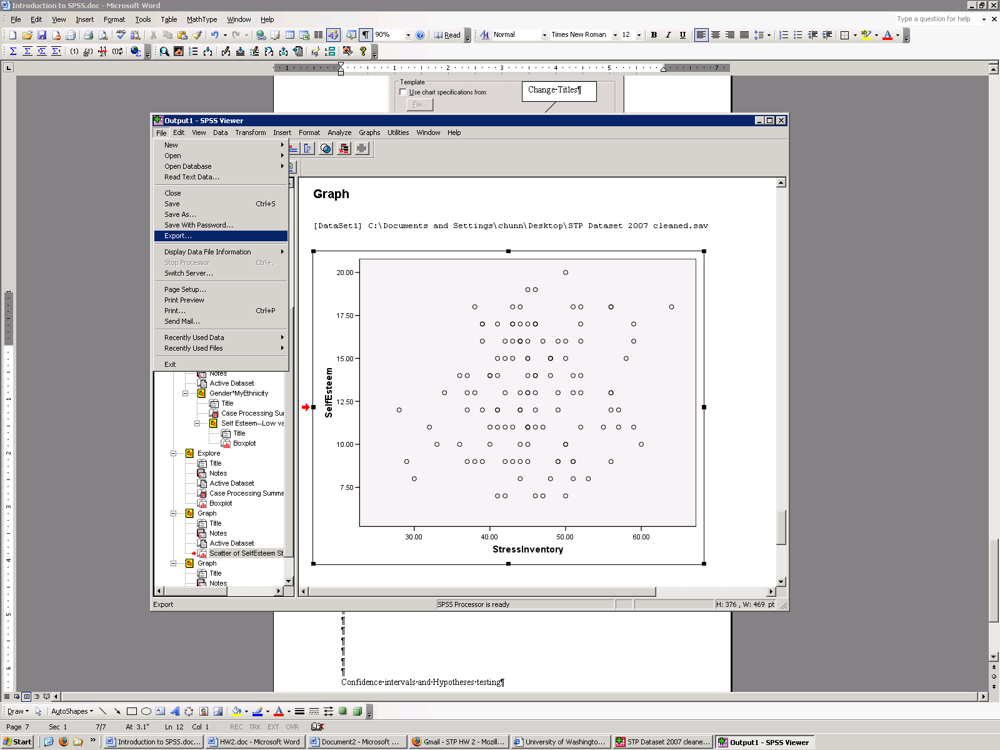 Introduction to SPSS.doc - Microsoft Word
File Edit View Insert Format Tools Table MathType Window Help
Type a question for help
90% Read Normal Times New Roman 12 B I U
1 1 2 3 4 5 7
Template
Use chart specifications from:
File...
Change·Titles¶
Output1 - SPSS Viewer
File Edit View Data Transform Insert Format Analyze Graphs Utilities Window Help
New
Open
Open Database
Read Text Data...
Close
Save Ctrl+S
Save As...
Save With Password...
Export...
Display Data File Information
Stop Processor Ctrl+.
Switch Server...
Page Setup...
Print Preview
Print... Ctrl+P
Send Mail...
Recently Used Data
Recently Used Files
Exit
Notes
Active Dataset
Gender*MyEthnicity
Title
Case Processing Su
Self Esteem--Low va
Title
Boxplot
Explore
Title
Notes
Active Dataset
Case Processing Summa
Boxplot
Graph
Title
Notes
Active Dataset
Scatter of SelfEsteem St
Graph
Title
Notes
Graph
[DataSet1] C:\Documents and Settings\chunn\Desktop\STP Dataset 2007 cleaned.sav
20.00
17.50
15.00
12.50
10.00
7.50
SelfEsteem
30.00 40.00 50.00 60.00
StressInventory
Export SPSS Processor is ready H: 376 , W: 469 pt
¶
¶
¶
¶
¶
¶
Confidence·intervals·and·Hypotheses·testing¶
Draw AutoShapes
Page 7 Sec 1 7/7 At 3.1" Ln 12 Col 1 REC TRK EXT OVR
Start Introduction to SPSS.doc... HW2.doc - Microsoft Word Document2 - Microsoft ... Gmail - STP HW 2 - Mozill... University of Washingto... STP Dataset 2007 cleane... Output1 - SPSS Viewer